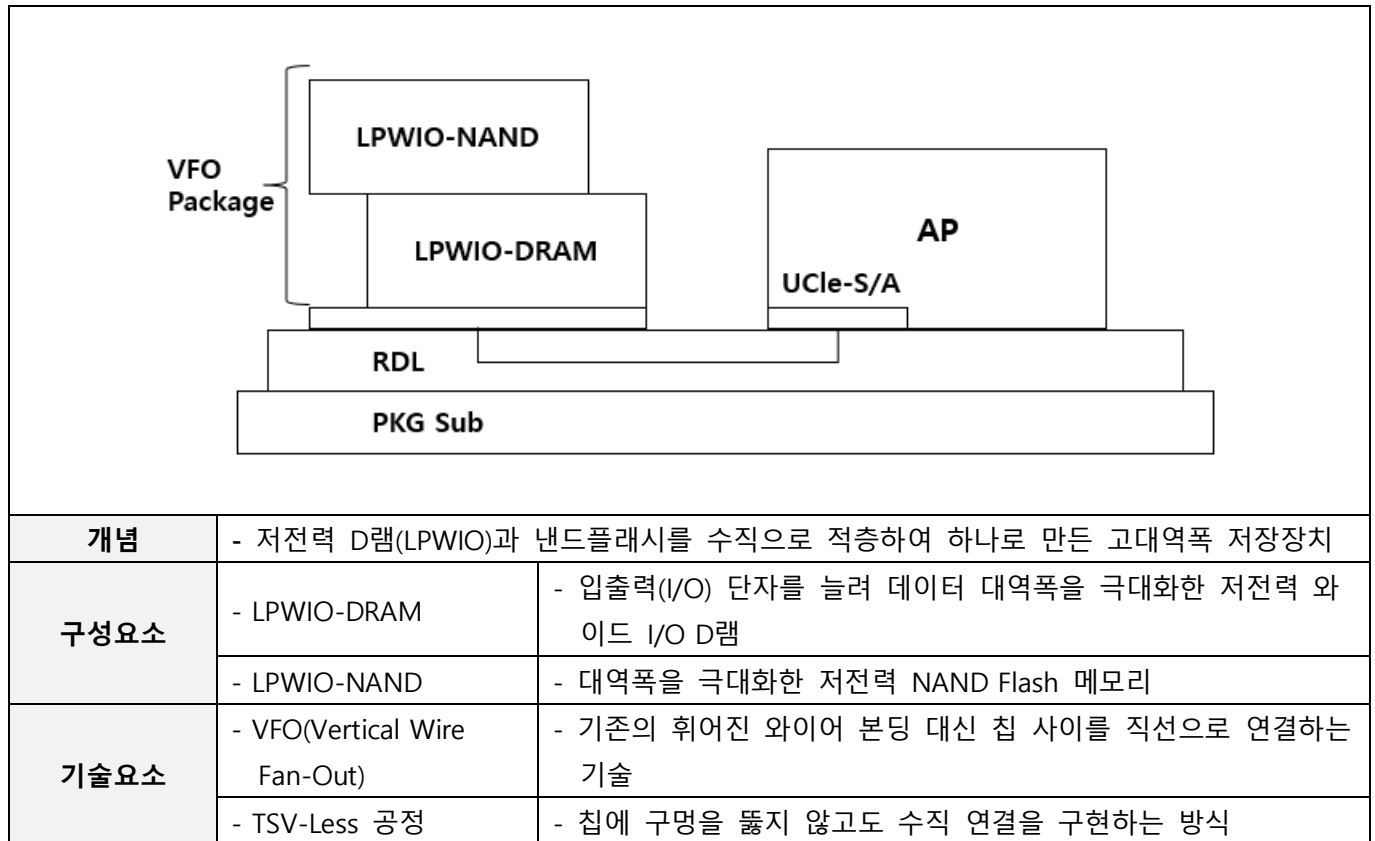 LPWIO-NAND
VFO
Package
LPWIO-DRAM
AP
UCle-S/A
RDL
PKG Sub
개념
- 저전력 D램(LPWIO)과 낸드플래시를 수직으로 적층하여 하나로 만든 고대역폭 저장장치
구성요소
- LPWIO-DRAM
- 입출력(I/O) 단자를 늘려 데이터 대역폭을 극대화한 저전력 와
이드 I/O D램
- LPWIO-NAND
- 대역폭을 극대화한 저전력 NAND Flash 메모리
기술요소
- VFO(Vertical Wire
Fan-Out)
- 기존의 휘어진 와이어 본딩 대신 칩 사이를 직선으로 연결하는
기술
- TSV-Less 공정
- 칩에 구멍을 뚫지 않고도 수직 연결을 구현하는 방식